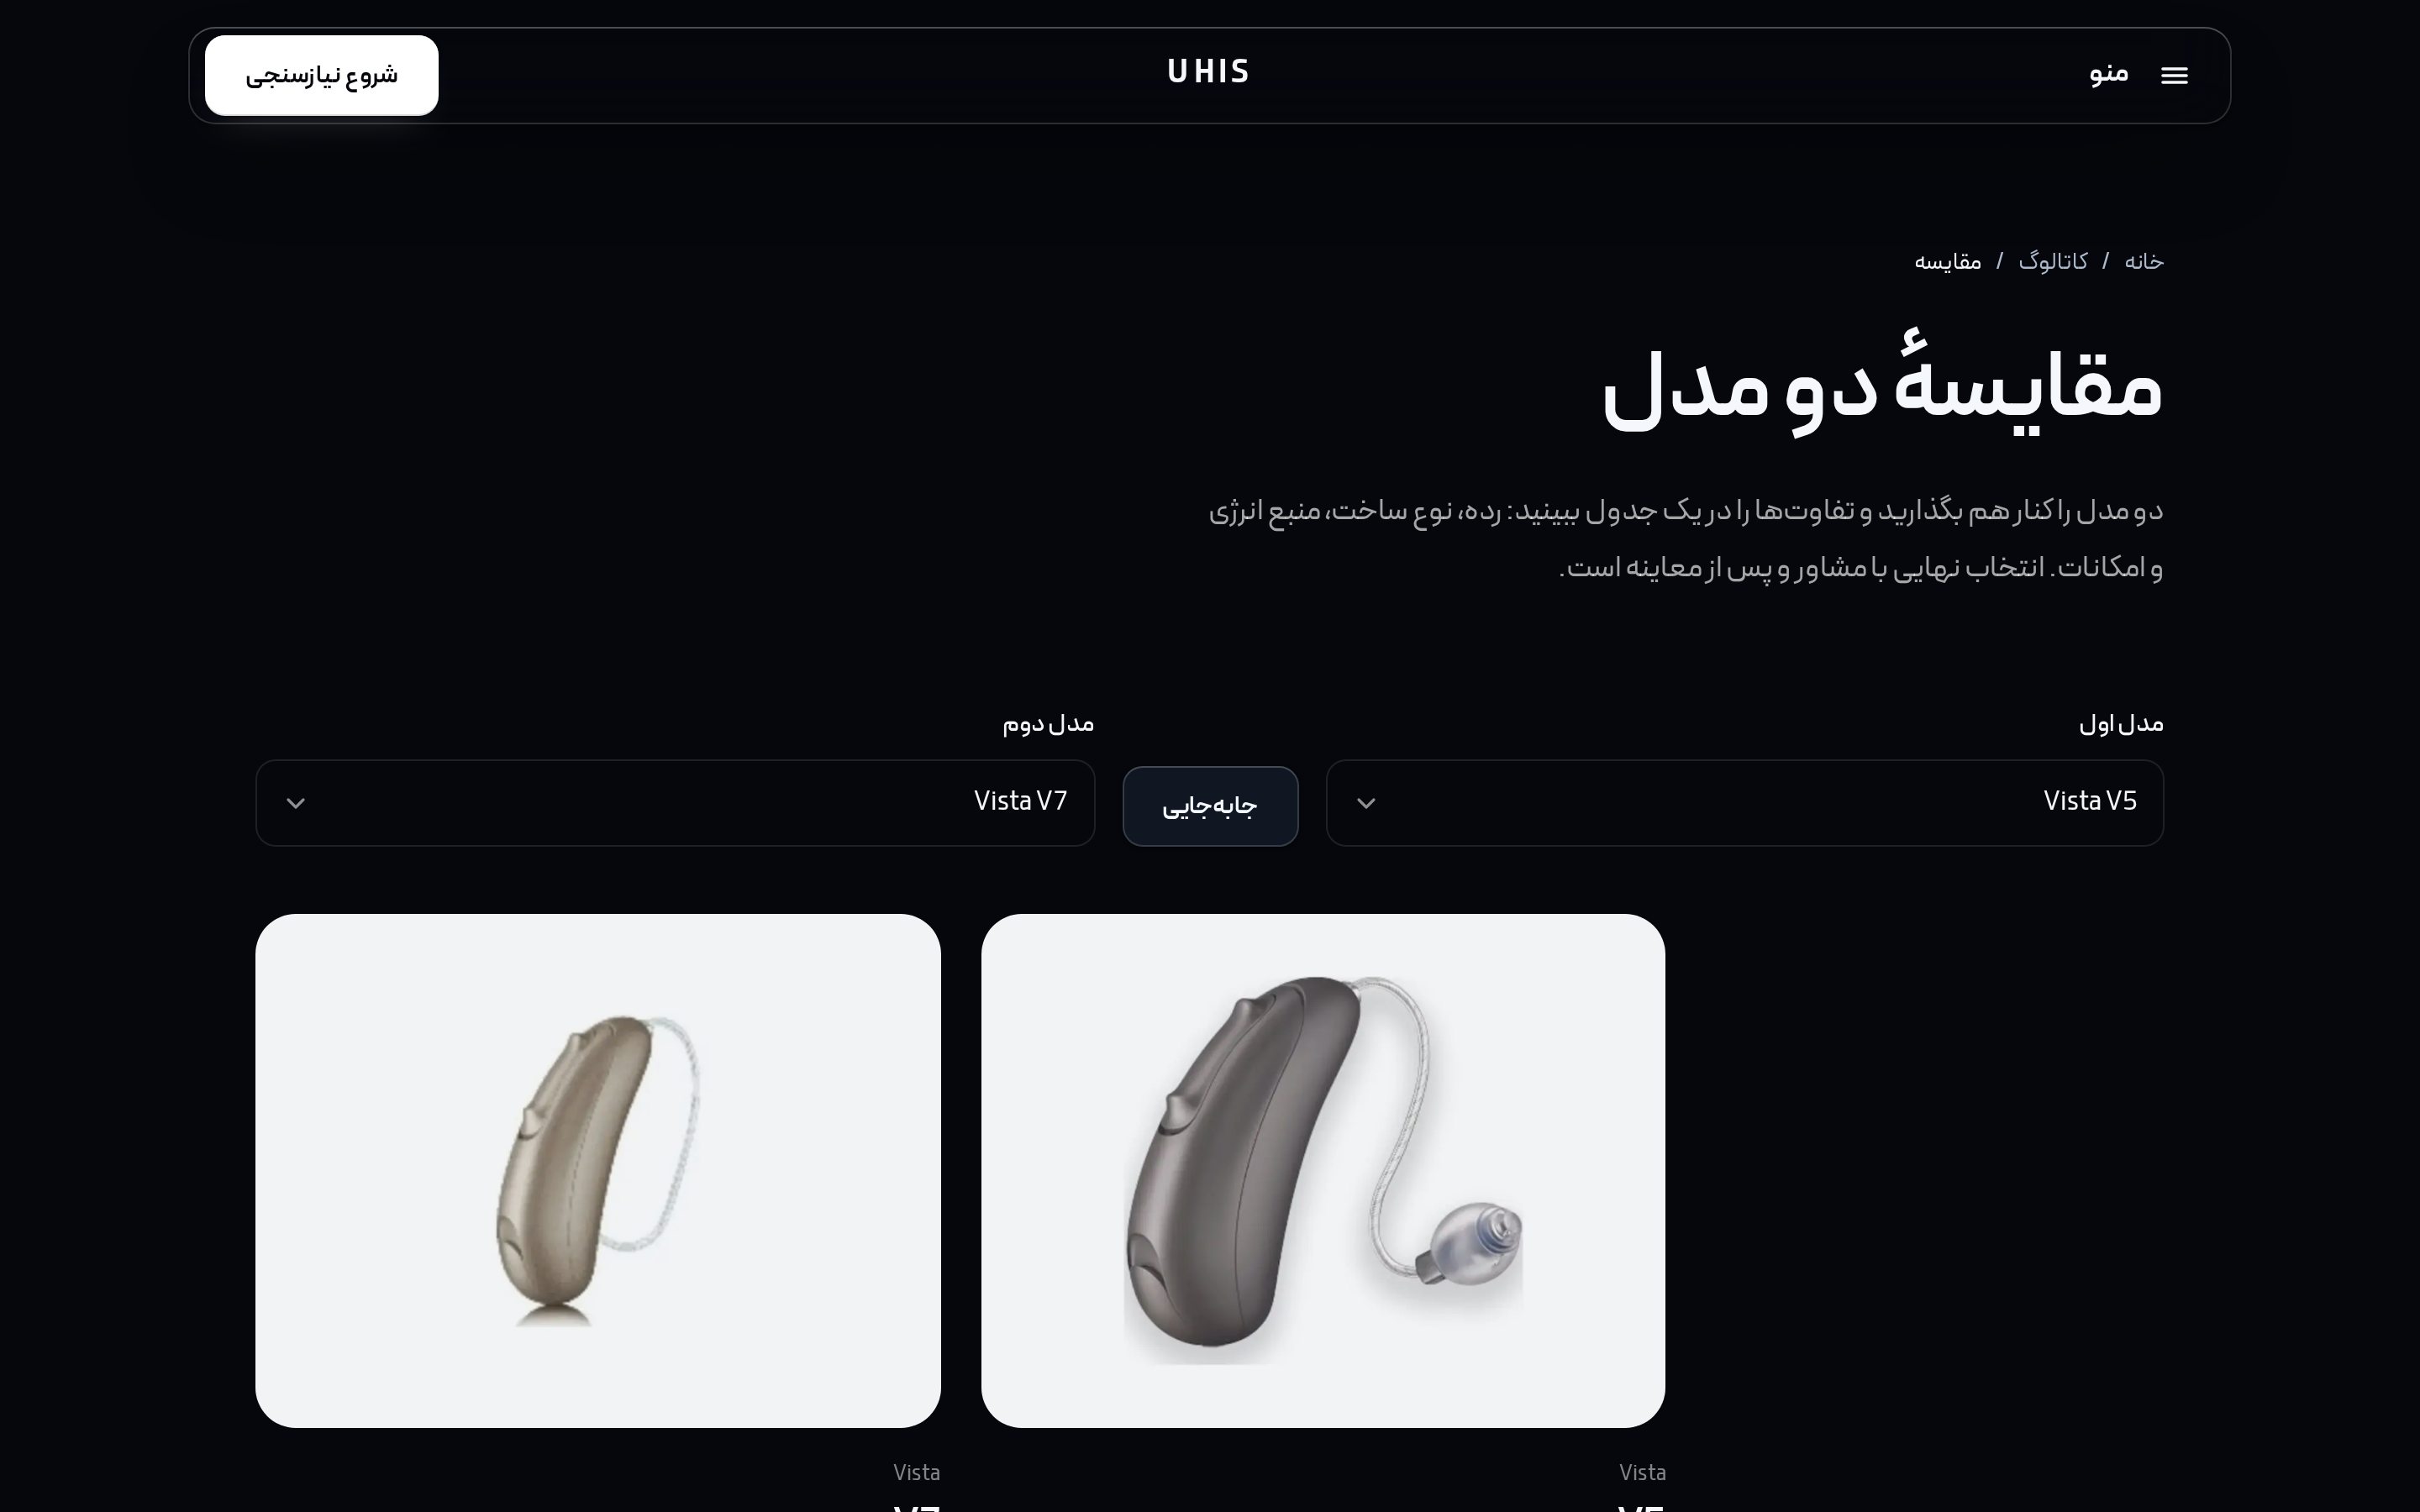 منو
UHIS
شروع نیازسنجی
خانه / کاتالوگ / مقایسه
مقایسهٔ دو مدل
دو مدل را کنار هم بگذارید و تفاوت‌ها را در یک جدول ببینید: رده، نوع ساخت، منبع انرژی
و امکانات. انتخاب نهایی با مشاور و پس از معاینه است.
مدل اول
Vista V5
جابه‌جایی
مدل دوم
Vista V7
Vista
V5
Vista
V7